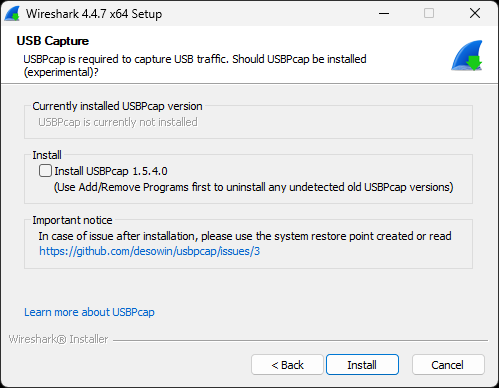 Wireshark 4.4.7 x64 Setup
USB Capture
USBPcap is required to capture USB traffic. Should USBPcap be installed
(experimental)?
Currently installed USBPcap version
USBPcap is currently not installed
Install
Install USBPcap 1.5.4.0
(Use Add/Remove Programs first to uninstall any undetected old USBPcap versions)
Important notice
In case of issue after installation, please use the system restore point created or read
https://github.com/desowin/usbpcap/issues/3
Learn more about USBPcap
Wireshark® Installer
< Back
Install
Cancel